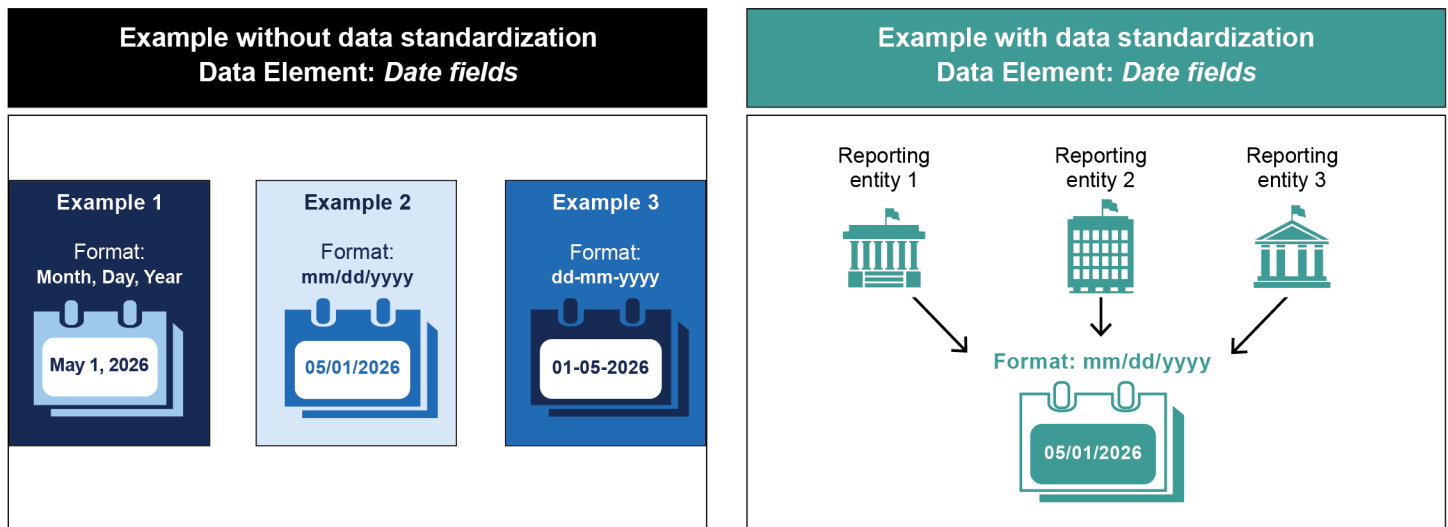 Example without data standardization
Data Element: Date fields
Example 1
Format:
Month, Day, Year
May 1, 2026
Example 2
Format:
mm/dd/yyyy
05/01/2026
Example 3
Format:
dd-mm-yyyy
01-05-2026
Example with data standardization
Data Element: Date fields
Reporting
entity 1
Reporting
entity 2
Reporting
entity 3
Format: mm/dd/yyyy
05/01/2026